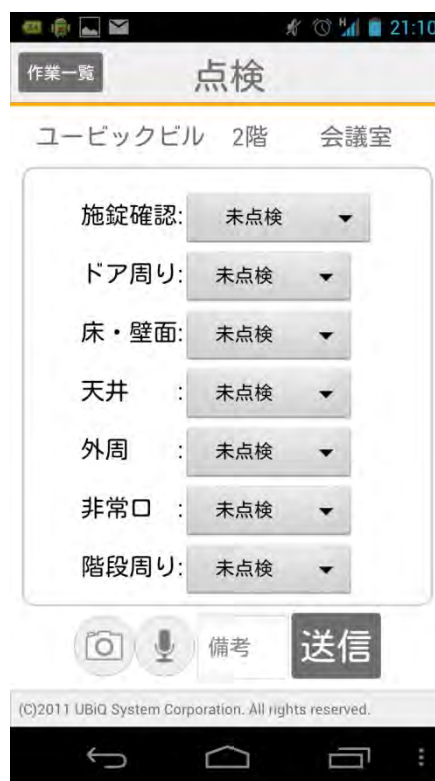 21:10
作業一覧 点検
ユービックビル 2階 会議室
施錠確認: 未点検
ドア周り: 未点検
床・壁面: 未点検
天井 : 未点検
外周 : 未点検
非常口 : 未点検
階段周り: 未点検
備考 送信
(C)2011 UBiQ System Corporation. All rights reserved.